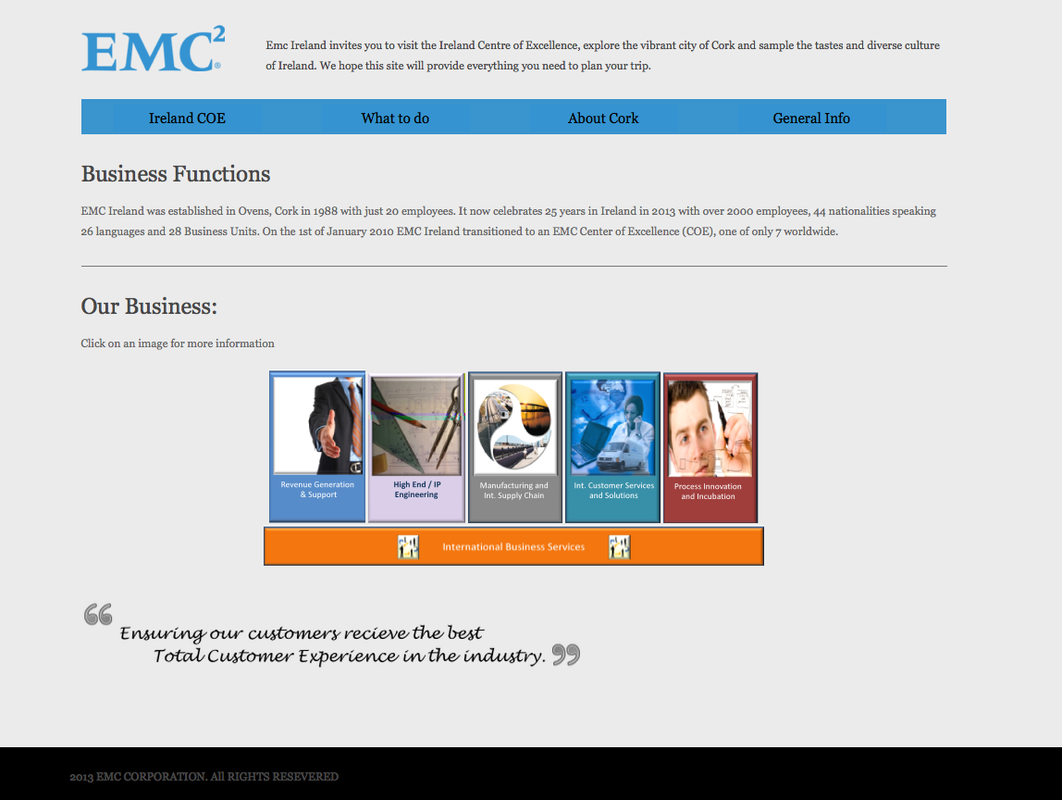 EMC²®
Emc Ireland invites you to visit the Ireland Centre of Excellence, explore the vibrant city of Cork and sample the tastes and diverse culture
of Ireland. We hope this site will provide everything you need to plan your trip.
Ireland COE What to do About Cork General Info
Business Functions
EMC Ireland was established in Ovens, Cork in 1988 with just 20 employees. It now celebrates 25 years in Ireland in 2013 with over 2000 employees, 44 nationalities speaking
26 languages and 28 Business Units. On the 1st of January 2010 EMC Ireland transitioned to an EMC Center of Excellence (COE), one of only 7 worldwide.
Our Business:
Click on an image for more information
Revenue Generation
& Support
High End / IP
Engineering
Manufacturing and
Int. Supply Chain
Int. Customer Services
and Solutions
Process Innovation
and Incubation
International Business Services
“Ensuring our customers recieve the best
Total Customer Experience in the industry.”
2013 EMC CORPORATION. All RIGHTS RESEVERED